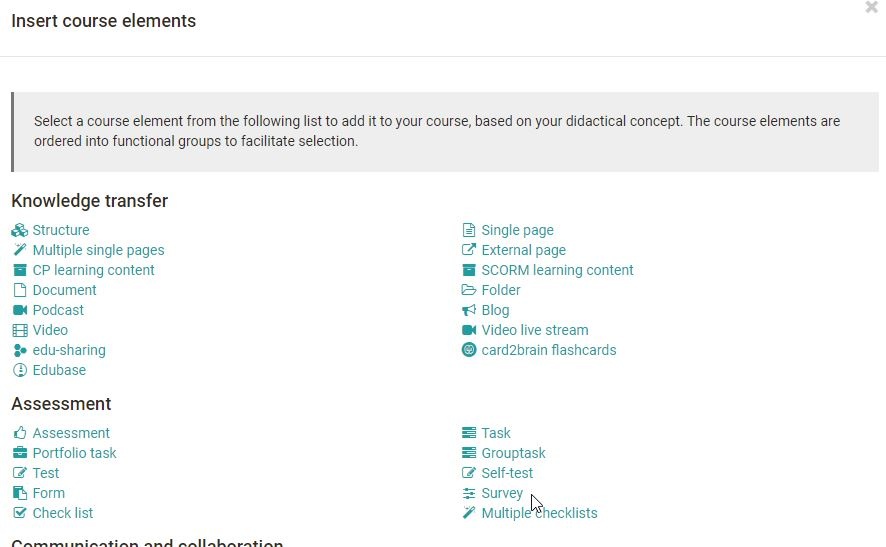 Insert course elements
Select a course element from the following list to add it to your course, based on your didactical concept. The course elements are
ordered into functional groups to facilitate selection.
Knowledge transfer
Structure
Multiple single pages
CP learning content
Document
Podcast
Video
edu-sharing
Edubase
Single page
External page
SCORM learning content
Folder
Blog
Video live stream
card2brain flashcards
Assessment
Assessment
Portfolio task
Test
Form
Check list
Task
Grouptask
Self-test
Survey
Multiple checklists
Communication and collaboration